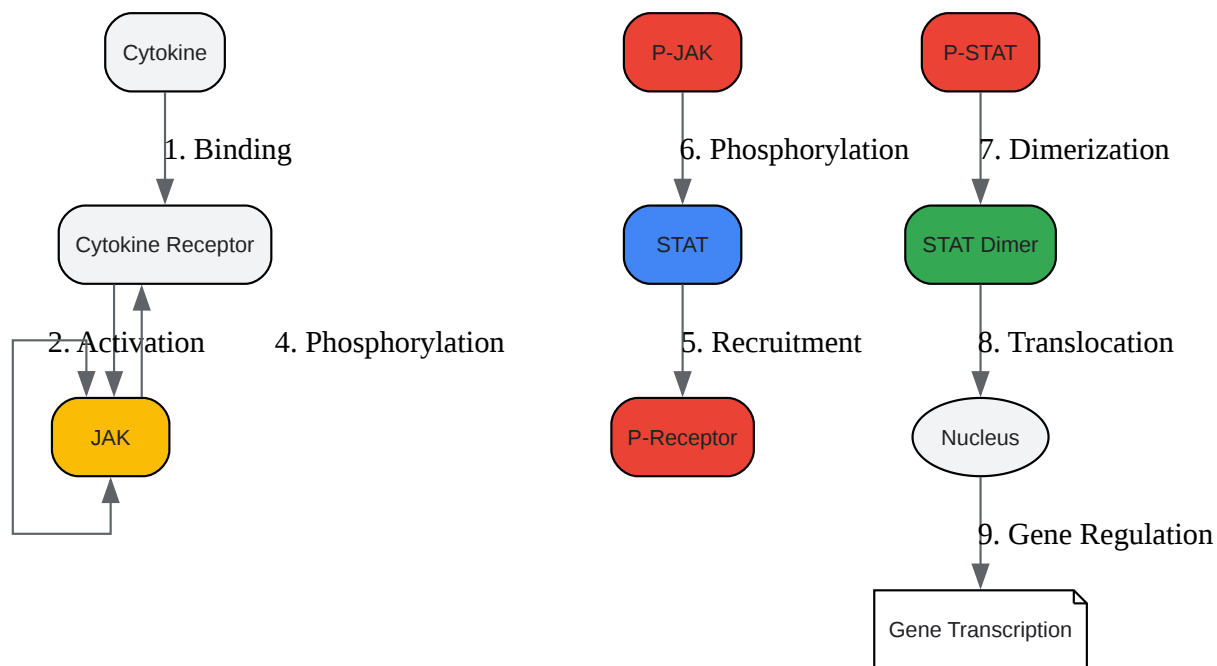 Cytokine
P-JAK
P-STAT
1. Binding
6. Phosphorylation
7. Dimerization
Cytokine Receptor
STAT
STAT Dimer
2. Activation
4. Phosphorylation
5. Recruitment
8. Translocation
JAK
P-Receptor
Nucleus
9. Gene Regulation
Gene Transcription